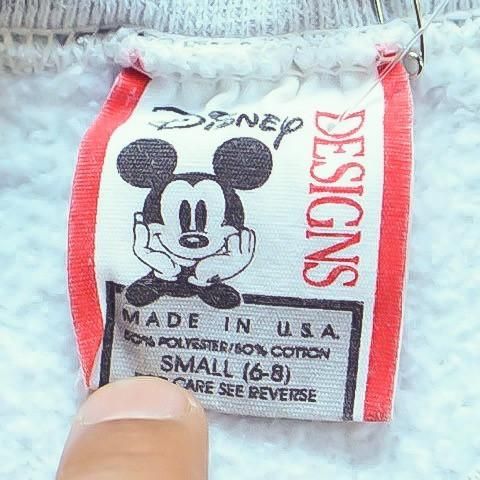 DISNEY
DESIGNS
MADE IN U.S.A.
50% POLYESTER/50% COTTON
SMALL (6-8)
CARE SEE REVERSE